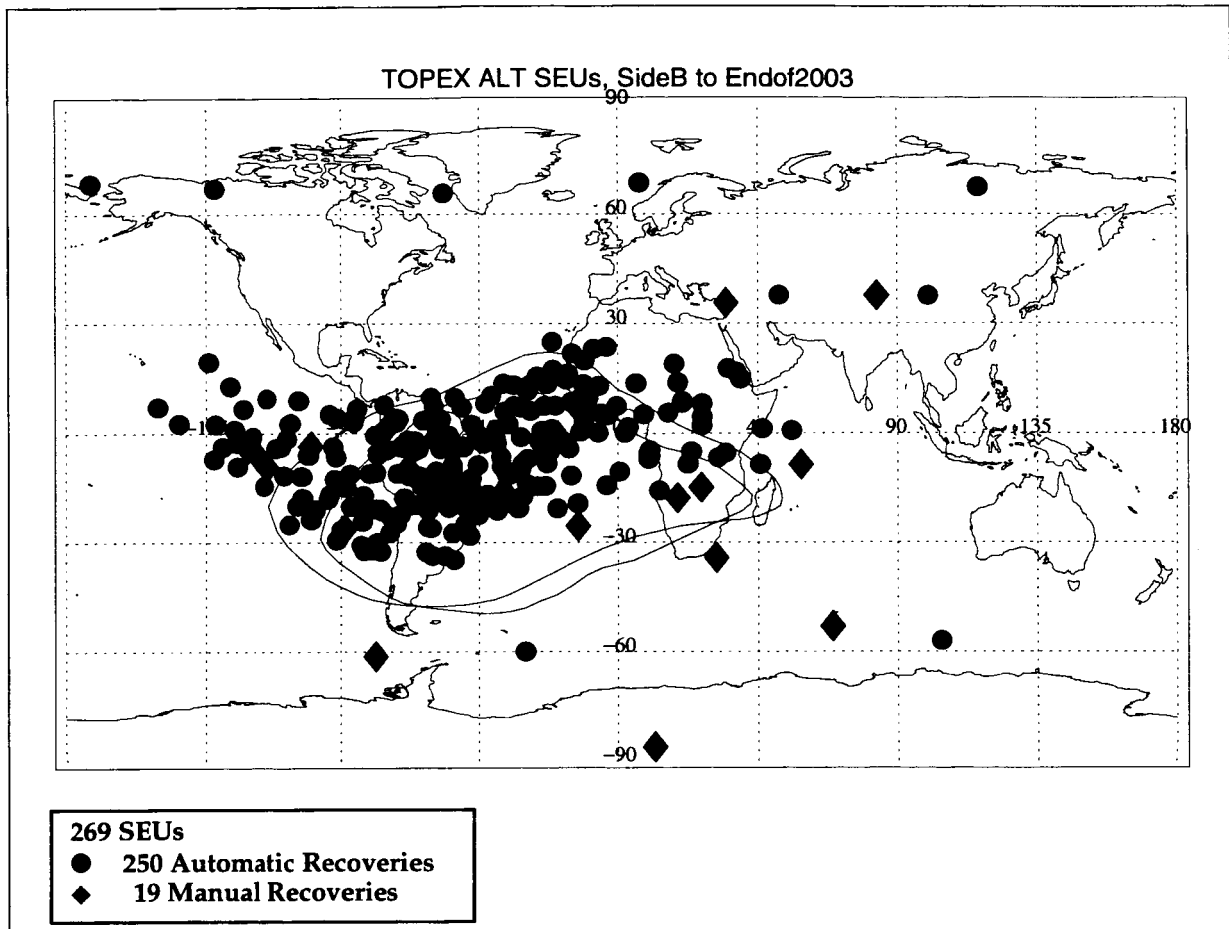 TOPEX ALT SEUs, SideB to Endof2003
90
60
30
45 90 135 180
−30
−60
−90
269 SEUs
250 Automatic Recoveries
19 Manual Recoveries